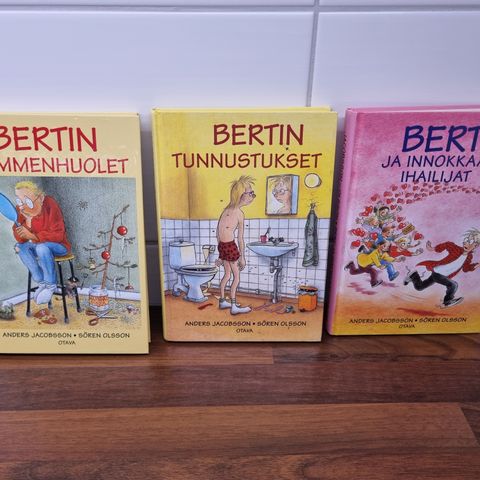 BERTIN
MMENHUOLET
ANDERS JACOBSSON • SÖREN OLSSON
OTAVA
BERTIN
TUNNUSTUKSET
ANDERS JACOBSSON • SÖREN OLSSON
OTAVA
BERT
JA INNOKKAA
IHAILIJAT
ANDERS JACOBSSON • SÖREN OLSSON
OTAVA